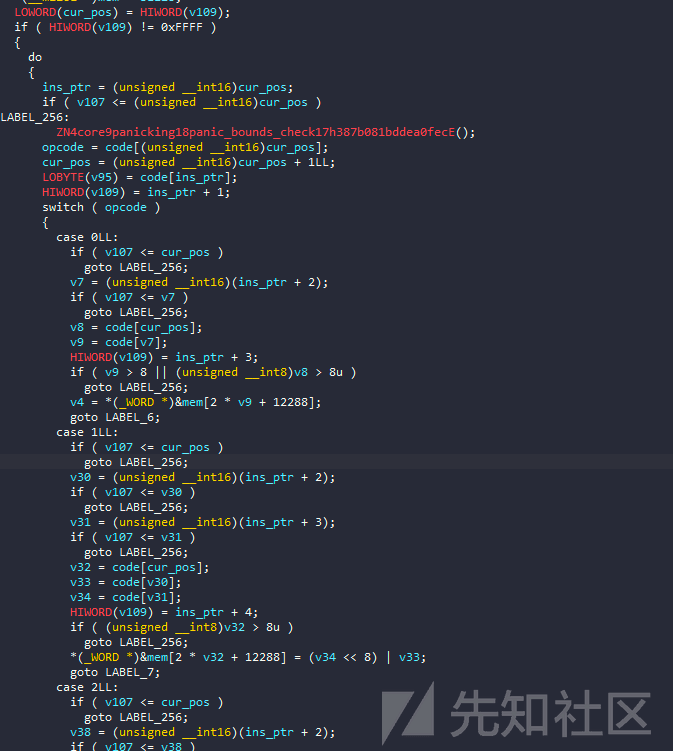 LOWORD(cur_pos) = HIWORD(v109);
if ( HIWORD(v109) != 0xFFFF )
{
do
{
ins_ptr = (unsigned __int16)cur_pos;
if ( v107 <= (unsigned __int16)cur_pos )
LABEL_256:
ZN4core9panicking18panic_bounds_check17h387b081bddea0fecE();
opcode = code[(unsigned __int16)cur_pos];
cur_pos = (unsigned __int16)cur_pos + 1LL;
LOBYTE(v95) = code[ins_ptr];
HIWORD(v109) = ins_ptr + 1;
switch ( opcode )
{
case 0LL:
if ( v107 <= cur_pos )
goto LABEL_256;
v7 = (unsigned __int16)(ins_ptr + 2);
if ( v107 <= v7 )
goto LABEL_256;
v8 = code[cur_pos];
v9 = code[v7];
HIWORD(v109) = ins_ptr + 3;
if ( v9 > 8 || (unsigned __int8)v8 > 8u )
goto LABEL_256;
v4 = *(_WORD *)&mem[2 * v9 + 12288];
goto LABEL_6;
case 1LL:
if ( v107 <= cur_pos )
goto LABEL_256;
v30 = (unsigned __int16)(ins_ptr + 2);
if ( v107 <= v30 )
goto LABEL_256;
v31 = (unsigned __int16)(ins_ptr + 3);
if ( v107 <= v31 )
goto LABEL_256;
v32 = code[cur_pos];
v33 = code[v30];
v34 = code[v31];
HIWORD(v109) = ins_ptr + 4;
if ( (unsigned __int8)v32 > 8u )
goto LABEL_256;
*(_WORD *)&mem[2 * v32 + 12288] = (v34 << 8) | v33;
goto LABEL_7;
case 2LL:
if ( v107 <= cur_pos )
goto LABEL_256;
v38 = (unsigned __int16)(ins_ptr + 2);
if ( v107 <= v38 )
先知社区